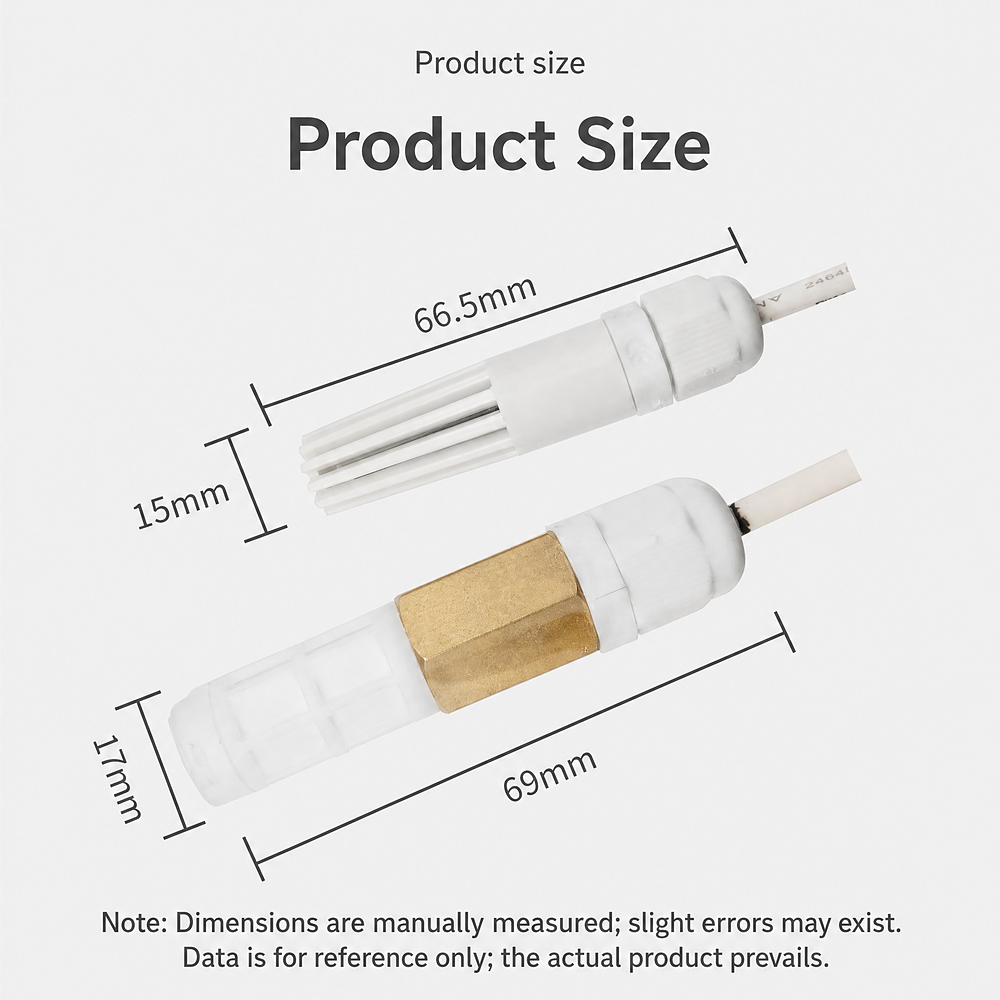 Product size
Product Size
66.5mm
15mm
17mm
69mm
Note: Dimensions are manually measured; slight errors may exist.
Data is for reference only; the actual product prevails.